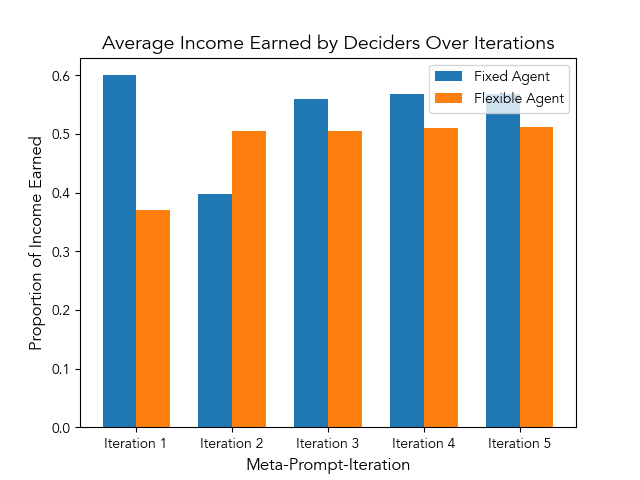 Average Income Earned by Deciders Over Iterations
Fixed Agent
Flexible Agent
Proportion of Income Earned
0.6
0.5
0.4
0.3
0.2
0.1
0.0
Iteration 1 Iteration 2 Iteration 3 Iteration 4 Iteration 5
Meta-Prompt-Iteration